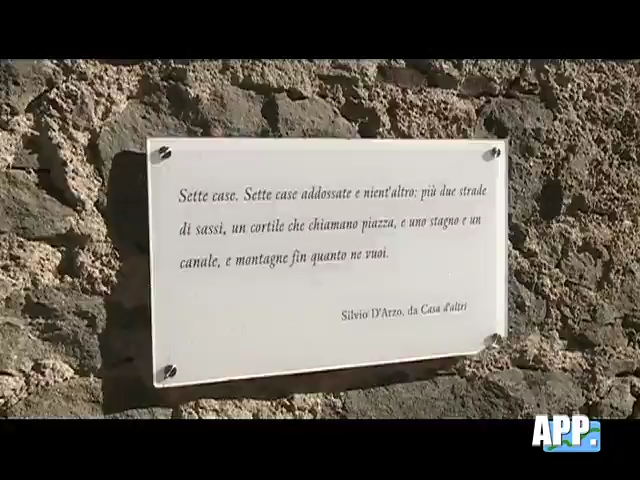 Sette case. Sette case addossate e nient'altro: più due strade
di sassi, un cortile che chiamano piazza, e uno stagno e un
canale, e montagne fin quanto ne vuoi.
Silvio D'Arzo, da Casa d'altri
APP.